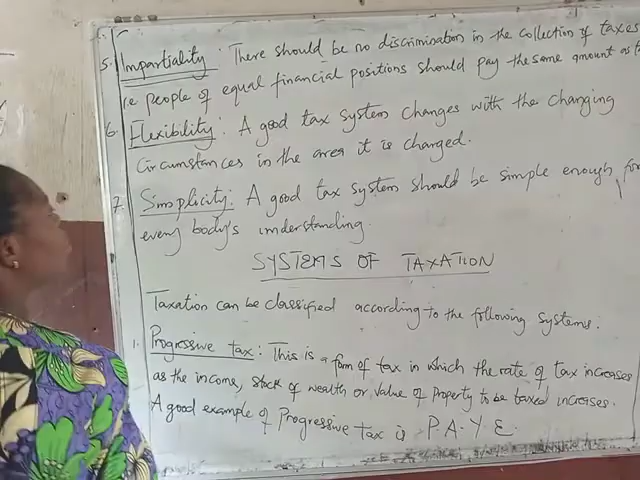 5. Impartiality: There should be no discrimination in the collection of taxes
i.e people of equal financial positions should pay the same amount as
6. Flexibility: A good tax system changes with the changing
Circumstances in the area it is charged.
7. Simplicity: A good tax system should be simple enough for
every body's understanding.
SYSTEMS OF TAXATION
Taxation can be classified according to the following systems:
1. Progressive tax: This is a form of tax in which the rate of tax increases
as the income, stock of wealth or value of property to be taxed increases.
A good example of Progressive tax is P.A.Y.E.